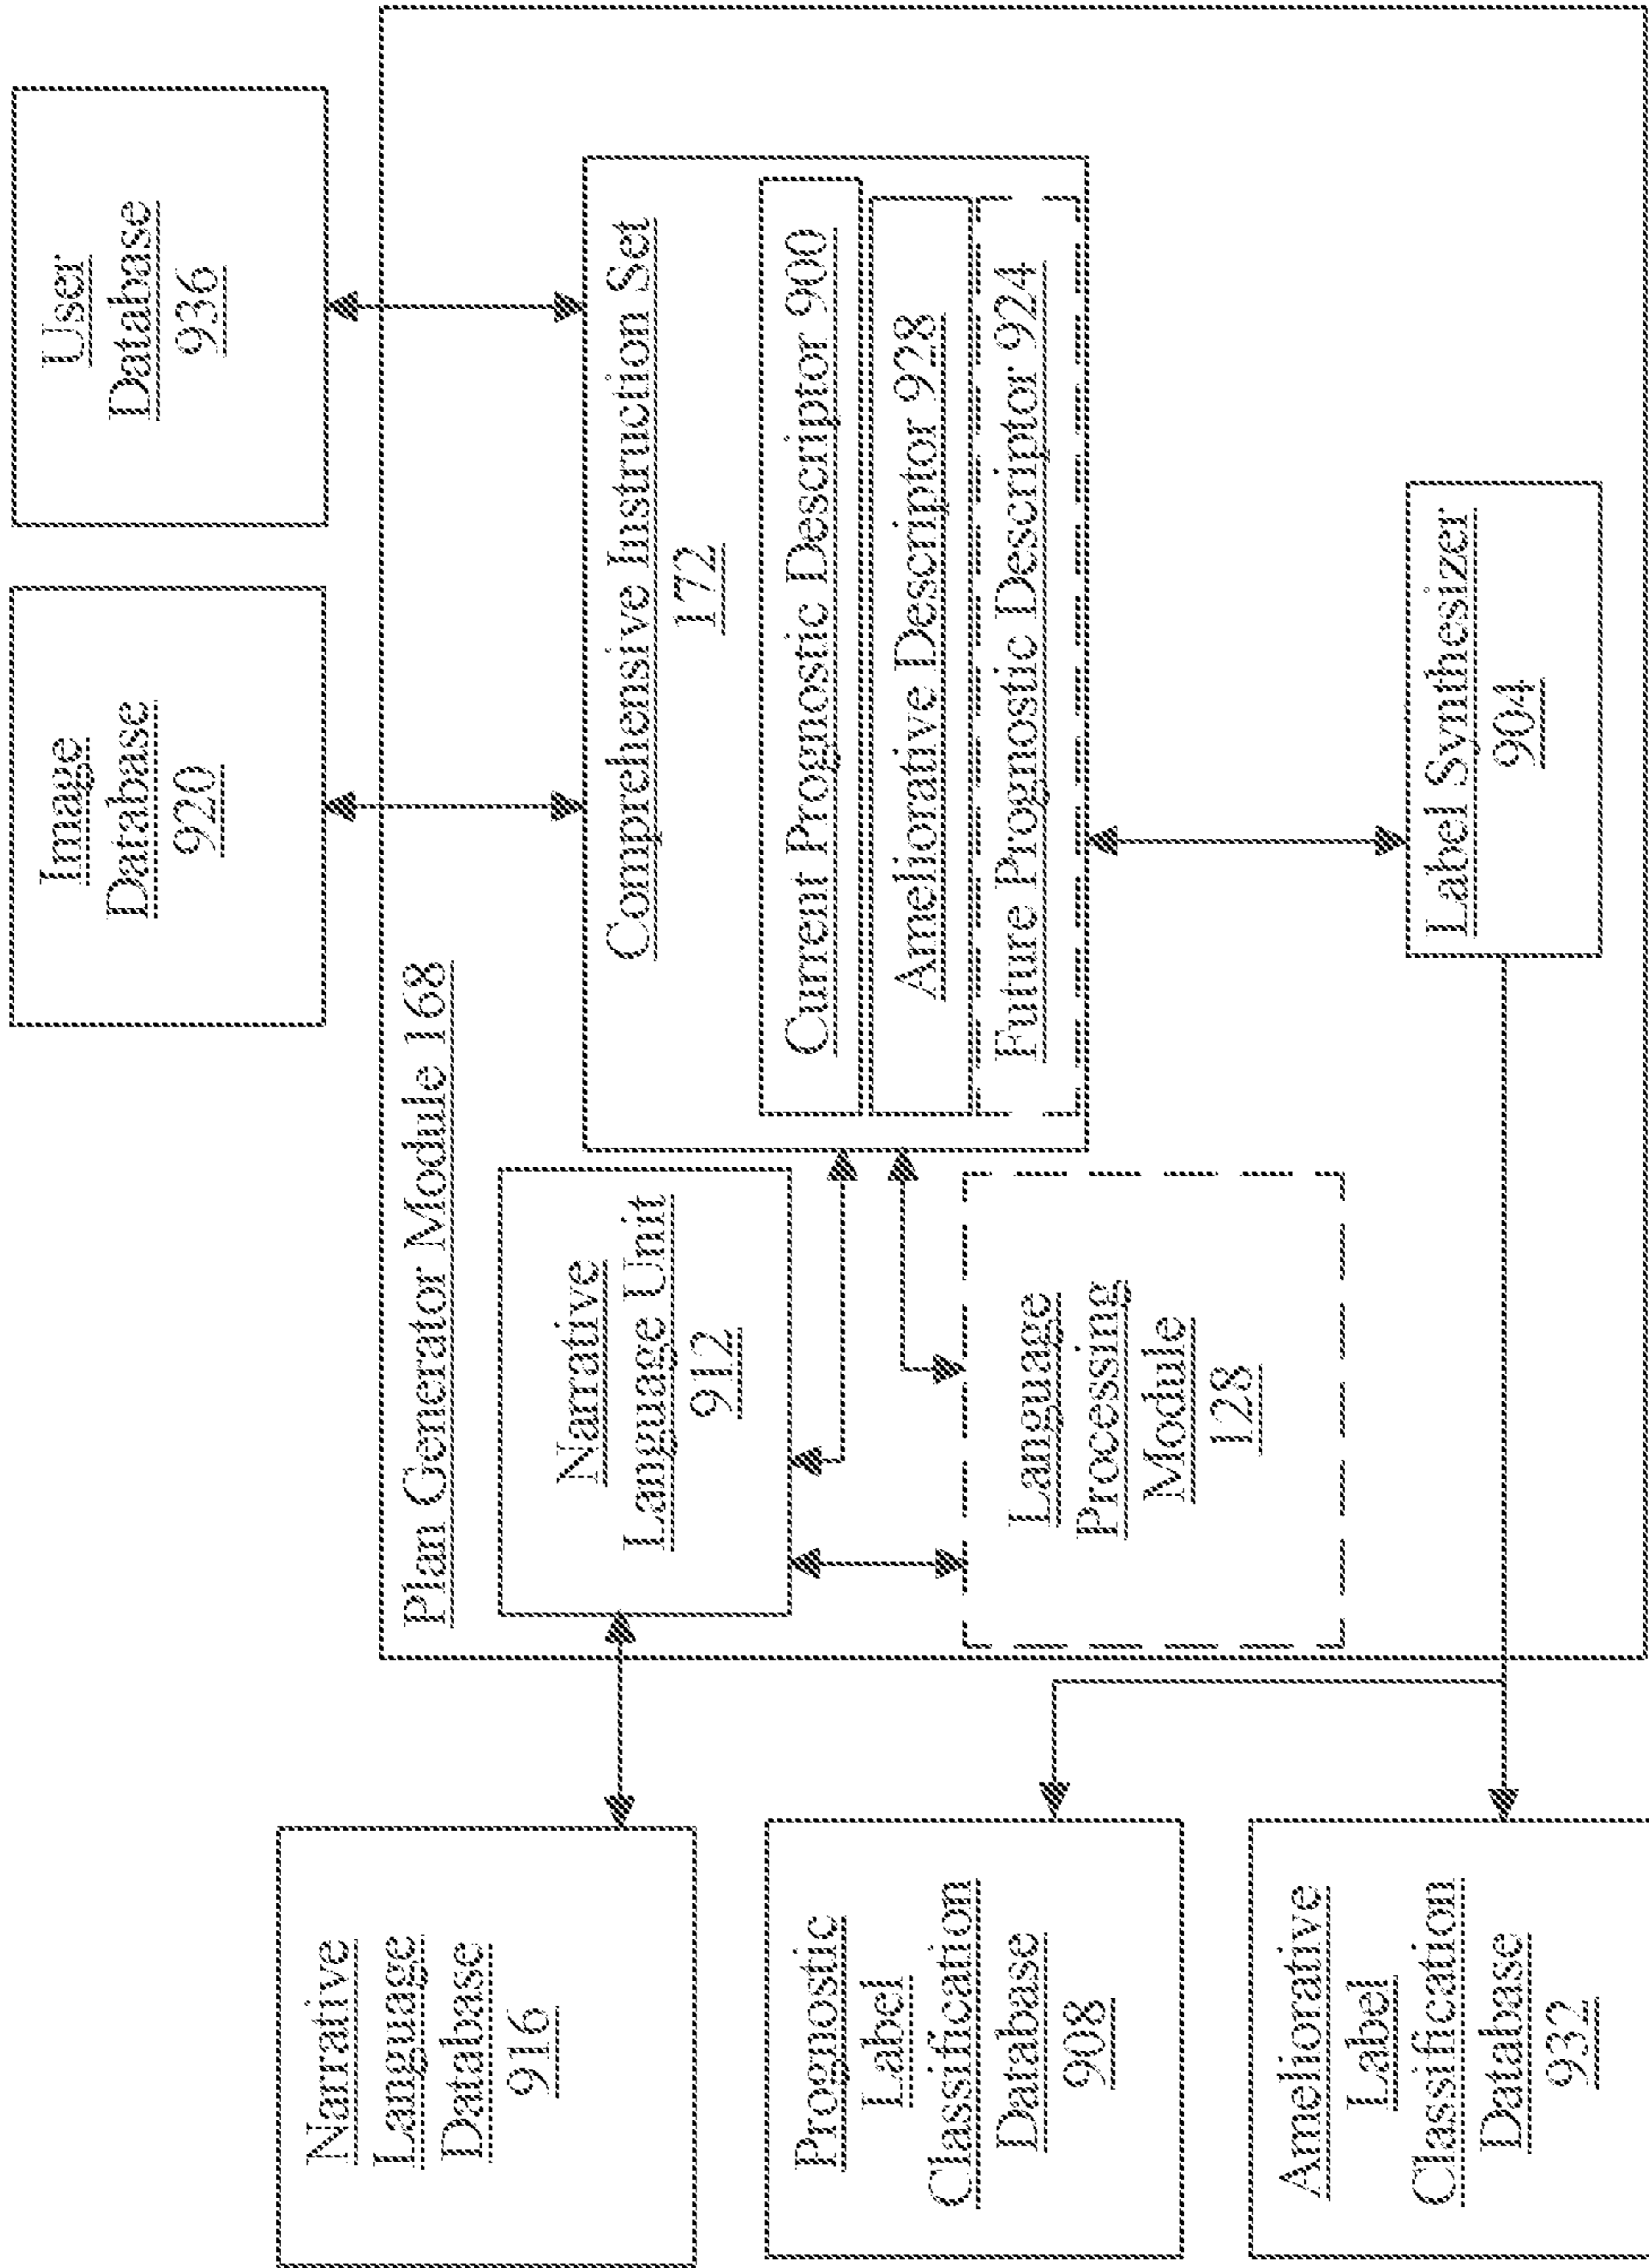 Image
Database
920
User
Database
936
Plan Generator Module 168
Narrative
Language Database
916
Narrative
Language Unit
912
Comprehensive Instruction Set
172
Current Prognostic Descriptor 900
Ameliorative Descriptor 928
Future Prognostic Descriptor 924
Language
Processing
Module
128
Prognostic
Label
Classification
Database
908
Ameliorative
Label
Classification
Database
932
Label Synthesizer
904